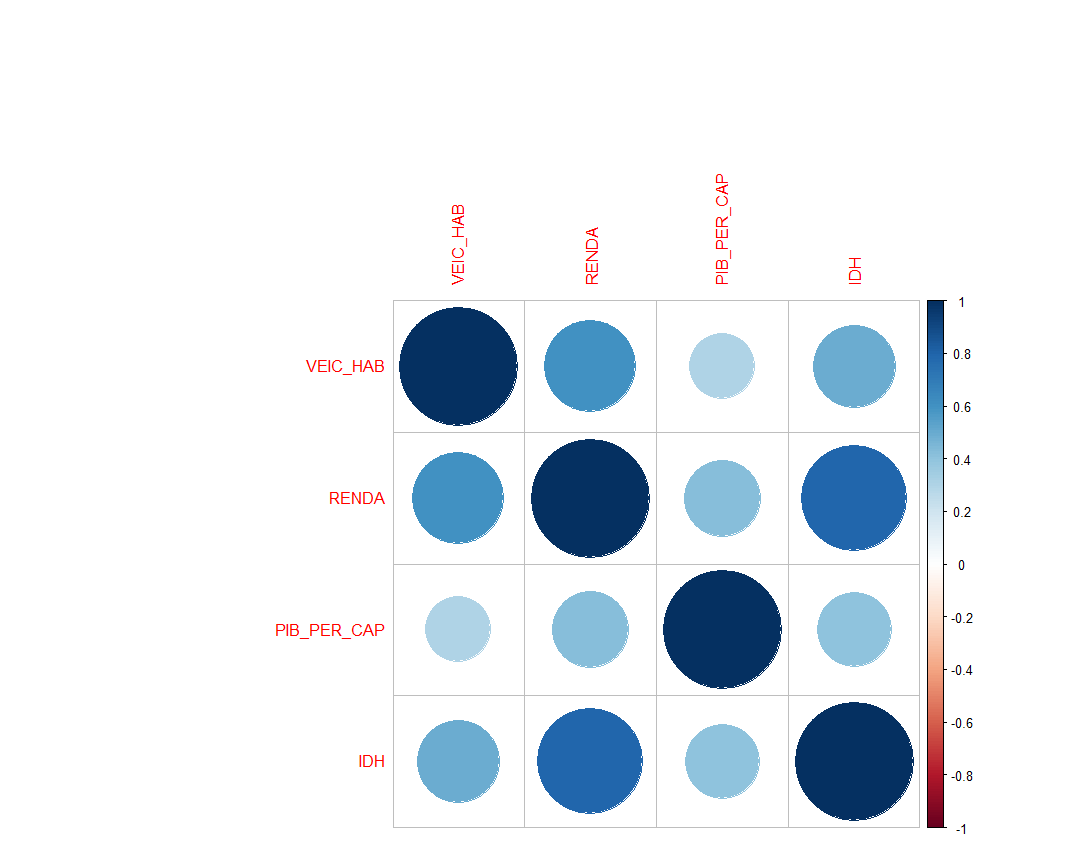 VEIC_HAB
RENDA
PIB_PER_CAP
IDH
VEIC_HAB
RENDA
PIB_PER_CAP
IDH
1
0.8
0.6
0.4
0.2
0
-0.2
-0.4
-0.6
-0.8
-1